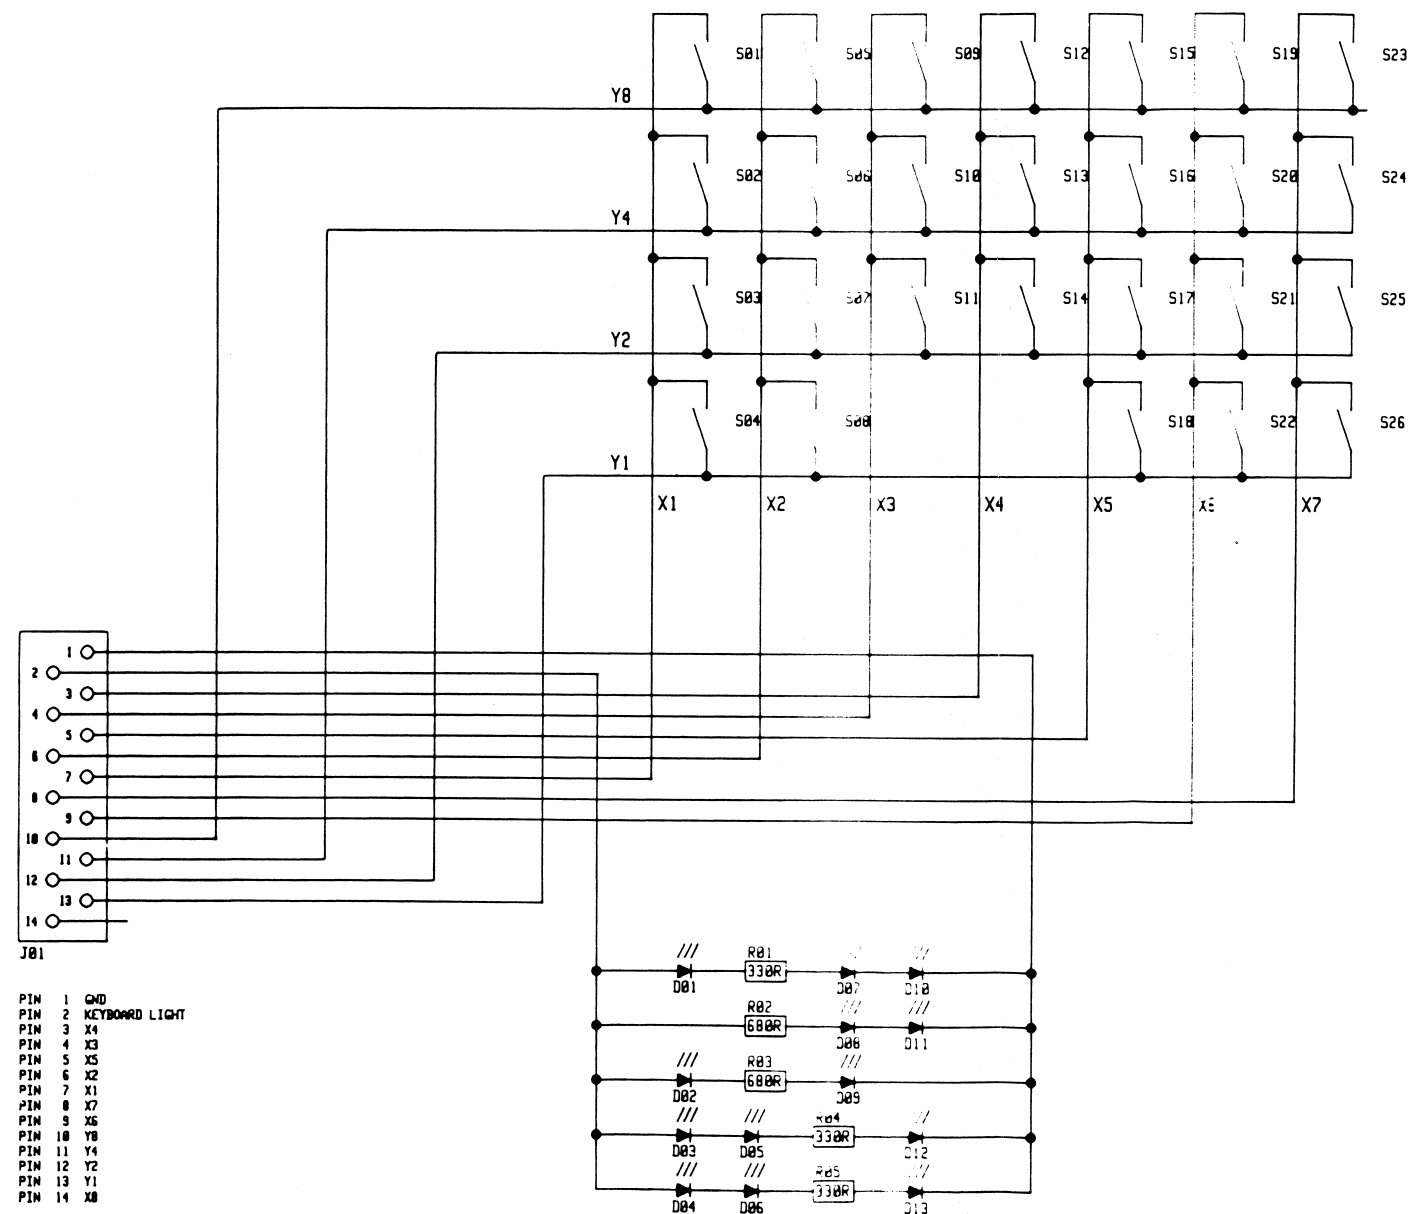 S01 S05 S09 S12 S15 S19 S23
Y8
S02 S06 S10 S13 S16 S20 S24
Y4
S03 S07 S11 S14 S17 S21 S25
Y2
S04 S08 S18 S22 S26
Y1
X1 X2 X3 X4 X5 X6 X7
1
2
3
4
5
6
7
8
9
10
11
12
13
14
J01
R01
330R
D01 D07 D10
R02
680R
D08 D11
R03
680R
D02 D09
R04
330R
D03 D05 D12
R05
330R
D04 D06 D13
PIN 1 GND
PIN 2 KEYBOARD LIGHT
PIN 3 X4
PIN 4 X3
PIN 5 X5
PIN 6 X2
PIN 7 X1
PIN 8 X7
PIN 9 X6
PIN 10 Y8
PIN 11 Y4
PIN 12 Y2
PIN 13 Y1
PIN 14 X8